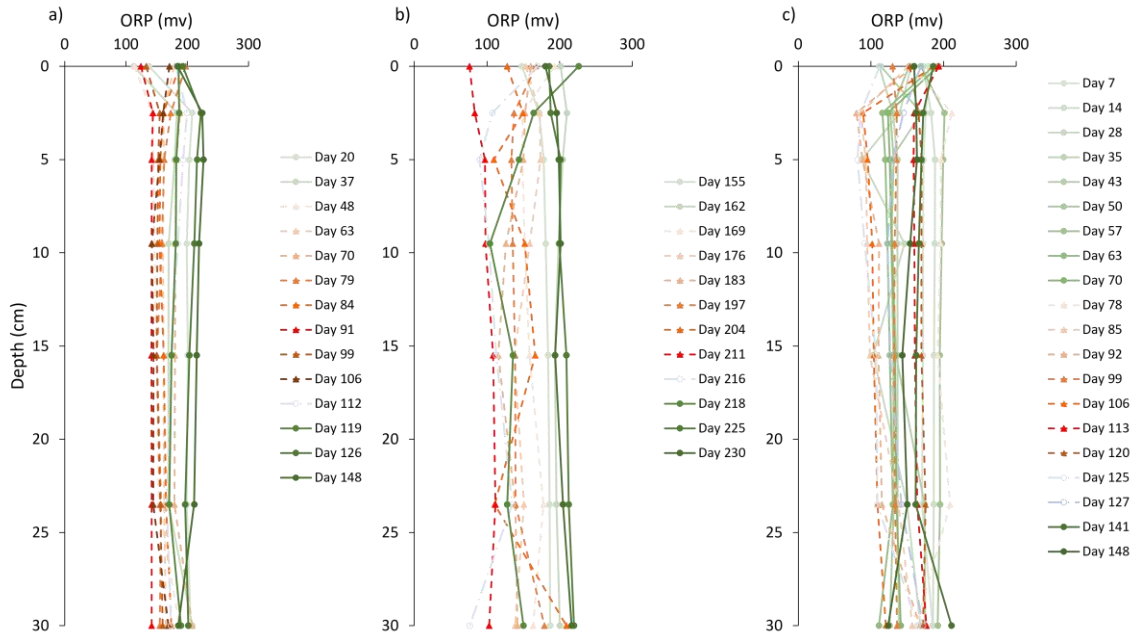 a) ORP (mv)
0 100 200 300
0
5
10
15
20
25
30
Depth (cm)
Day 20
Day 37
Day 48
Day 63
Day 70
Day 79
Day 84
Day 91
Day 99
Day 106
Day 112
Day 119
Day 126
Day 148
b) ORP (mv)
0 100 200 300
0
5
10
15
20
25
30
Day 155
Day 162
Day 169
Day 176
Day 183
Day 197
Day 204
Day 211
Day 216
Day 218
Day 225
Day 230
c) ORP (mv)
0 100 200 300
0
5
10
15
20
25
30
Day 7
Day 14
Day 28
Day 35
Day 43
Day 50
Day 57
Day 63
Day 70
Day 78
Day 85
Day 92
Day 99
Day 106
Day 113
Day 120
Day 125
Day 127
Day 141
Day 148